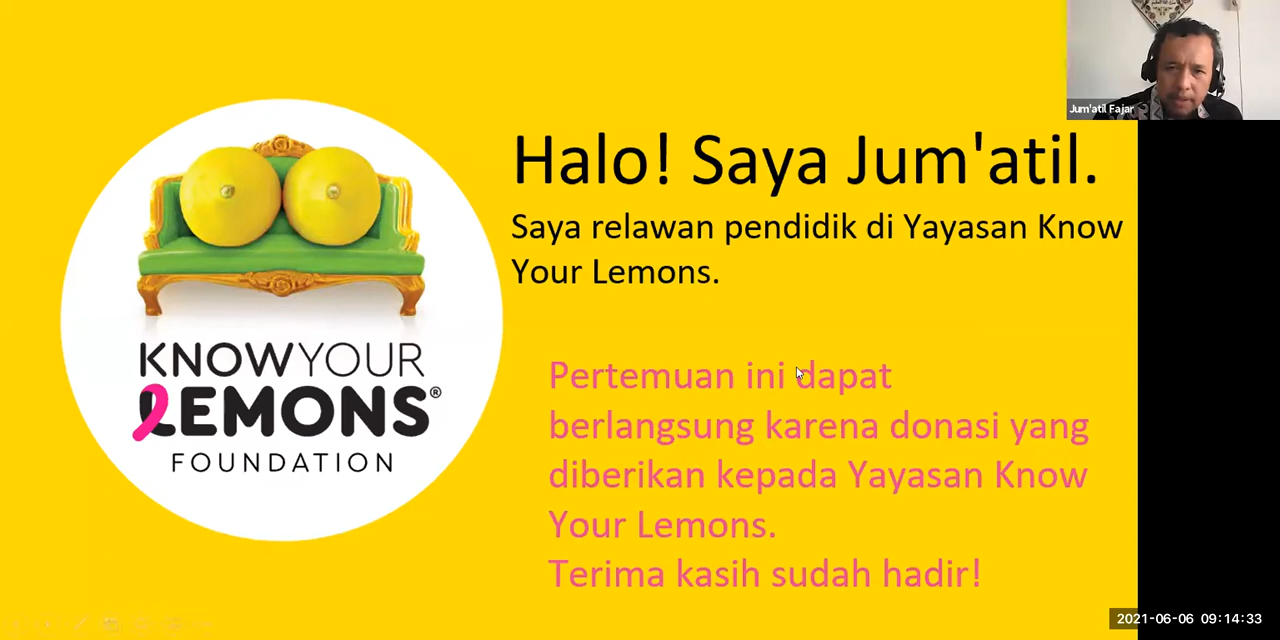 Jum'atil Fajar
Halo! Saya Jum'atil.
Saya relawan pendidik di Yayasan Know
Your Lemons.
KNOWYOUR
LEMONS®
FOUNDATION
Pertemuan ini dapat
berlangsung karena donasi yang
diberikan kepada Yayasan Know
Your Lemons.
Terima kasih sudah hadir!
2021-06-06 09:14:33